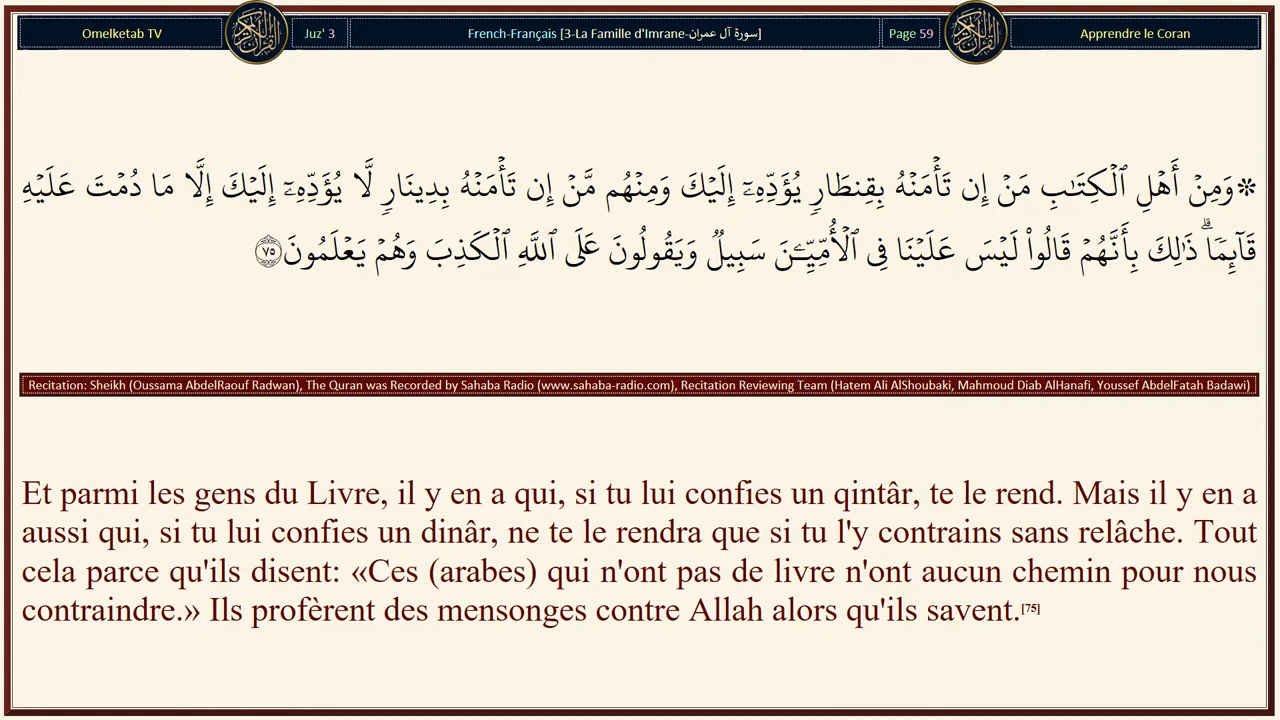 Omelketab TV
Juz' 3
French-Français [3-La Famille d'Imrane-سورة آل عمران]
Page 59
Apprendre le Coran
* وَمِنۡ أَهۡلِ ٱلۡكِتَٰبِ مَنۡ إِن تَأۡمَنۡهُ بِقِنطَارٖ يُؤَدِّهِۦٓ إِلَيۡكَ وَمِنۡهُم مَّنۡ إِن تَأۡمَنۡهُ بِدِينَارٖ لَّا يُؤَدِّهِۦٓ إِلَيۡكَ إِلَّا مَا دُمۡتَ عَلَيۡهِ
قَآئِمٗاۗ ذَٰلِكَ بِأَنَّهُمۡ قَالُواْ لَيۡسَ عَلَيۡنَا فِي ٱلۡأُمِّيِّـۧنَ سَبِيلٞ وَيَقُولُونَ عَلَى ٱللَّهِ ٱلۡكَذِبَ وَهُمۡ يَعۡلَمُونَ ٧٥
Recitation: Sheikh (Oussama AbdelRaouf Radwan), The Quran was Recorded by Sahaba Radio (www.sahaba-radio.com), Recitation Reviewing Team (Hatem Ali AlShoubaki, Mahmoud Diab AlHanafi, Youssef AbdelFatah Badawi)
Et parmi les gens du Livre, il y en a qui, si tu lui confies un qintâr, te le rend. Mais il y en a
aussi qui, si tu lui confies un dinâr, ne te le rendra que si tu l'y contrains sans relâche. Tout
cela parce qu'ils disent: «Ces (arabes) qui n'ont pas de livre n'ont aucun chemin pour nous
contraindre.» Ils profèrent des mensonges contre Allah alors qu'ils savent.[75]